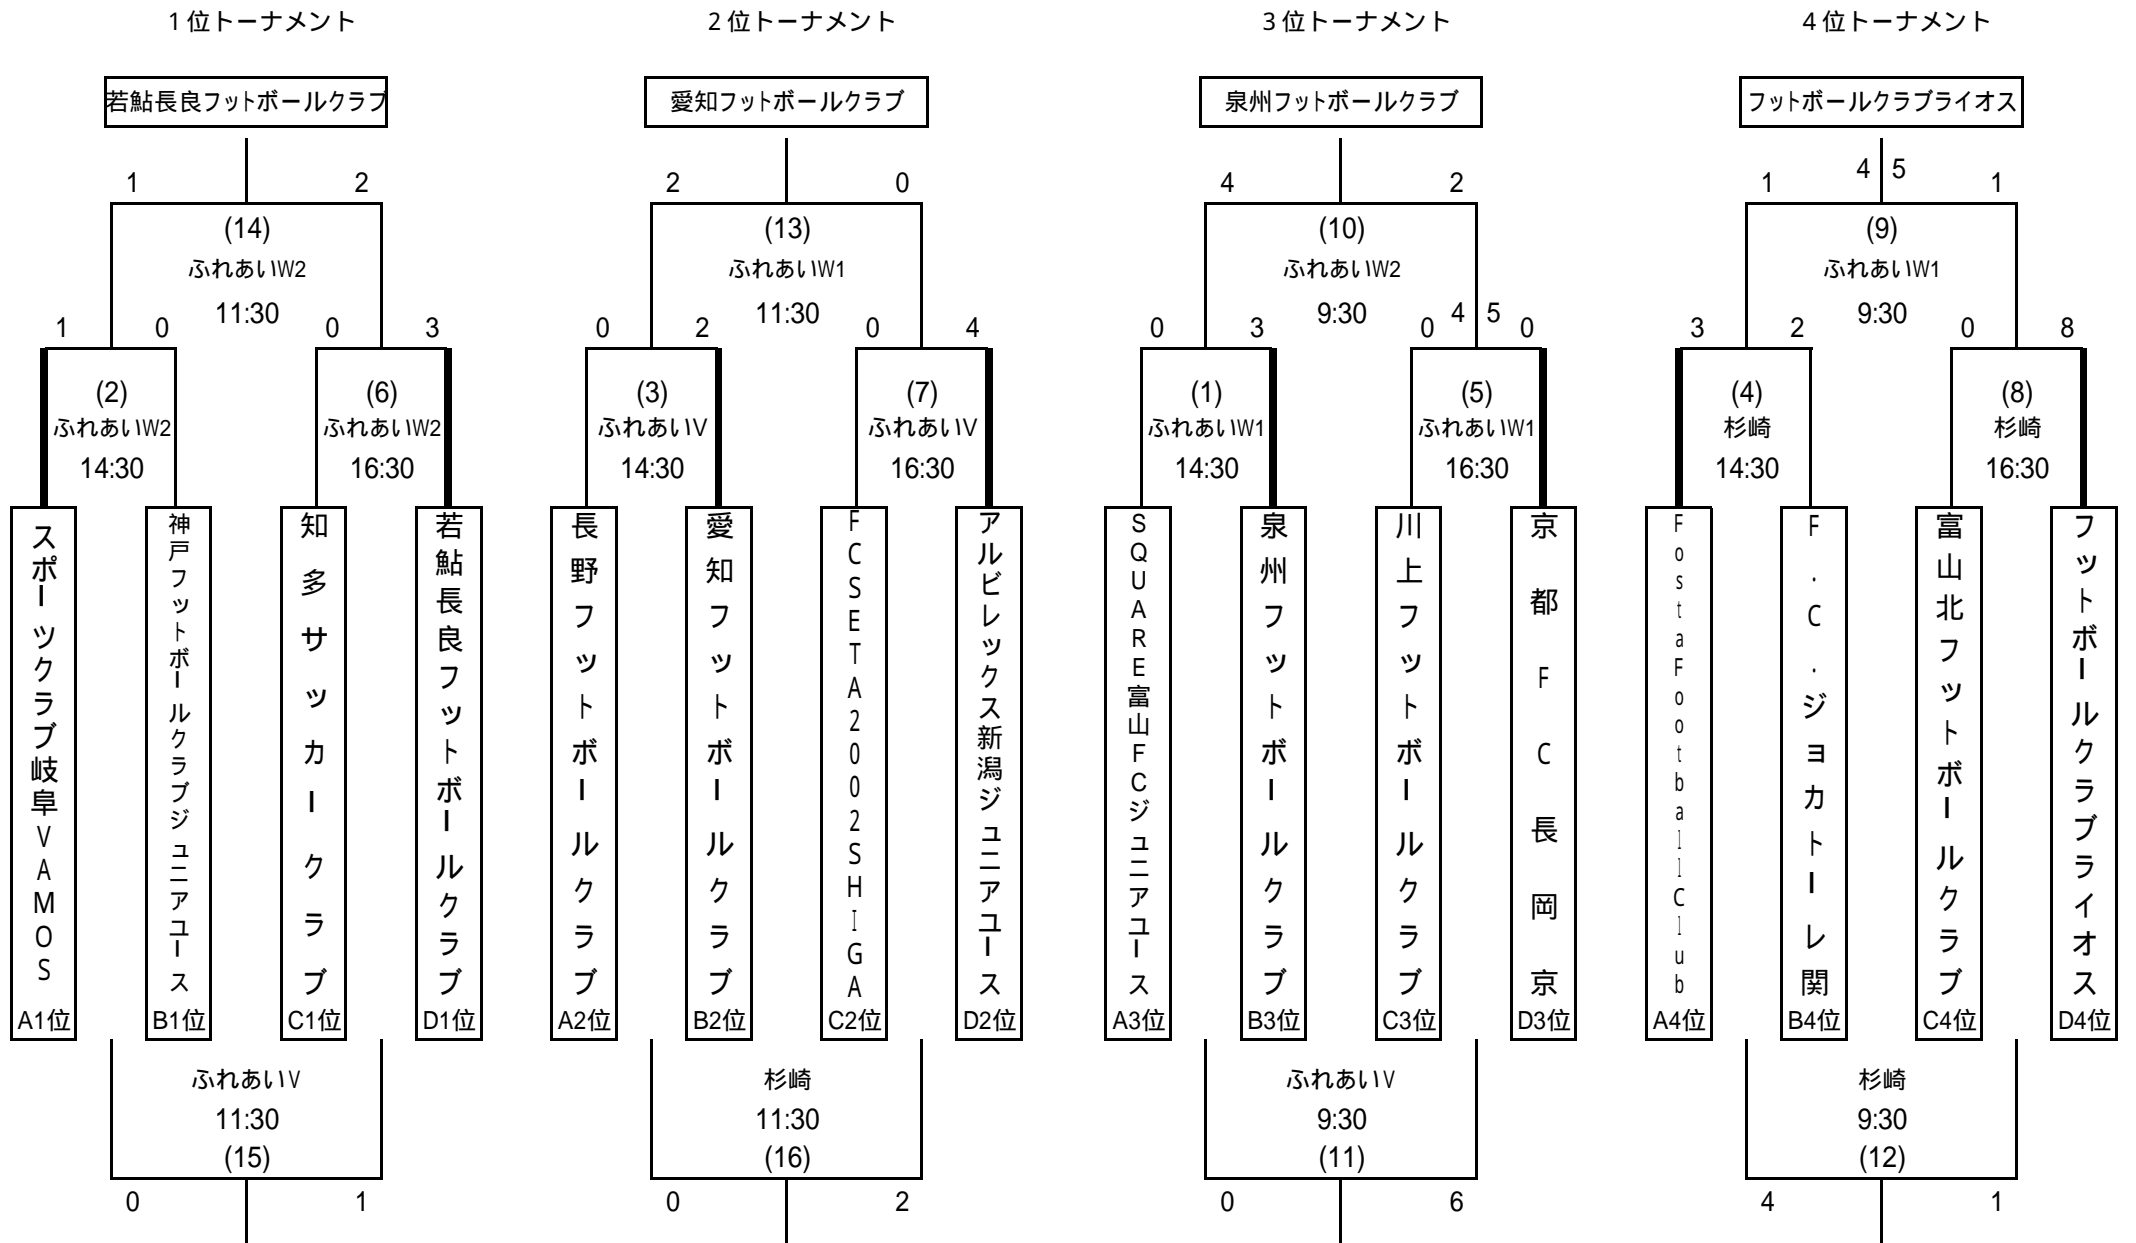 1位トーナメント
若鮎長良フットボールクラブ
1 2
(14)
ふれあいW2
11:30
1 0 0 3
(2)
ふれあいW2
14:30
(6)
ふれあいW2
16:30
スポーツクラブ岐阜VAMOS
A1位
神戸フットボールクラブジュニアユース
B1位
知多サッカークラブ
C1位
若鮎長良フットボールクラブ
D1位
ふれあいV
11:30
(15)
0 1
2位トーナメント
愛知フットボールクラブ
2 0
(13)
ふれあいW1
11:30
0 2 0 4
(3)
ふれあいV
14:30
(7)
ふれあいV
16:30
長野フットボールクラブ
A2位
愛知フットボールクラブ
B2位
FCSETA2002SHIGA
C2位
アルビレックス新潟ジュニアユース
D2位
杉崎
11:30
(16)
0 2
3位トーナメント
泉州フットボールクラブ
4 2
(10)
ふれあいW2
9:30
0 3 0 4 5 0
(1)
ふれあいW1
14:30
(5)
ふれあいW1
16:30
SQUARE富山FCジュニアユース
A3位
泉州フットボールクラブ
B3位
川上フットボールクラブ
C3位
京都FC長岡京
D3位
ふれあいV
9:30
(11)
0 6
4位トーナメント
フットボールクラブライオス
1 4 5 1
(9)
ふれあいW1
9:30
3 2 0 8
(4)
杉崎
14:30
(8)
杉崎
16:30
FostaFootballClub
A4位
F.C.ジョカトーレ関
B4位
富山北フットボールクラブ
C4位
フットボールクラブライオス
D4位
杉崎
9:30
(12)
4 1